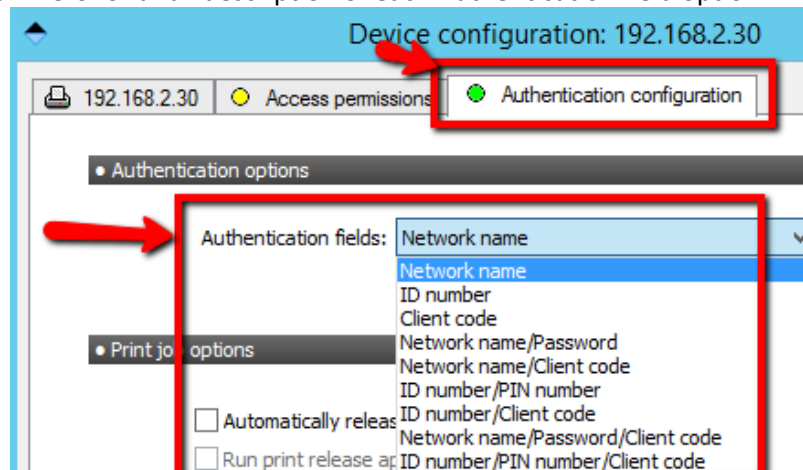 Device configuration: 192.168.2.30
192.168.2.30 Access permissions Authentication configuration
• Authentication options
Authentication fields: Network name
Network name
ID number
Client code
Network name/Password
• Print job options
Network name/Client code
ID number/PIN number
Automatically releas ID number/Client code
Network name/Password/Client code
Run print release ap ID number/PIN number/Client code